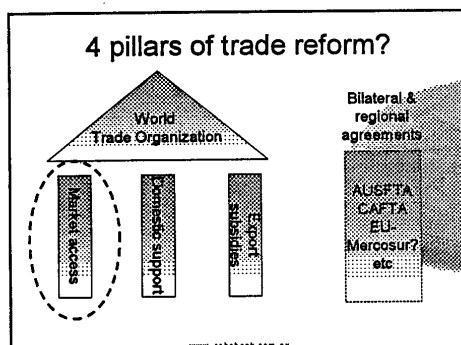 4 pillars of trade reform?
World
Trade Organization
Market access
Domestic support
Export
subsidies
Bilateral &
regional
agreements
AUSFTA
CAFTA
EU-
Mercosur?
etc